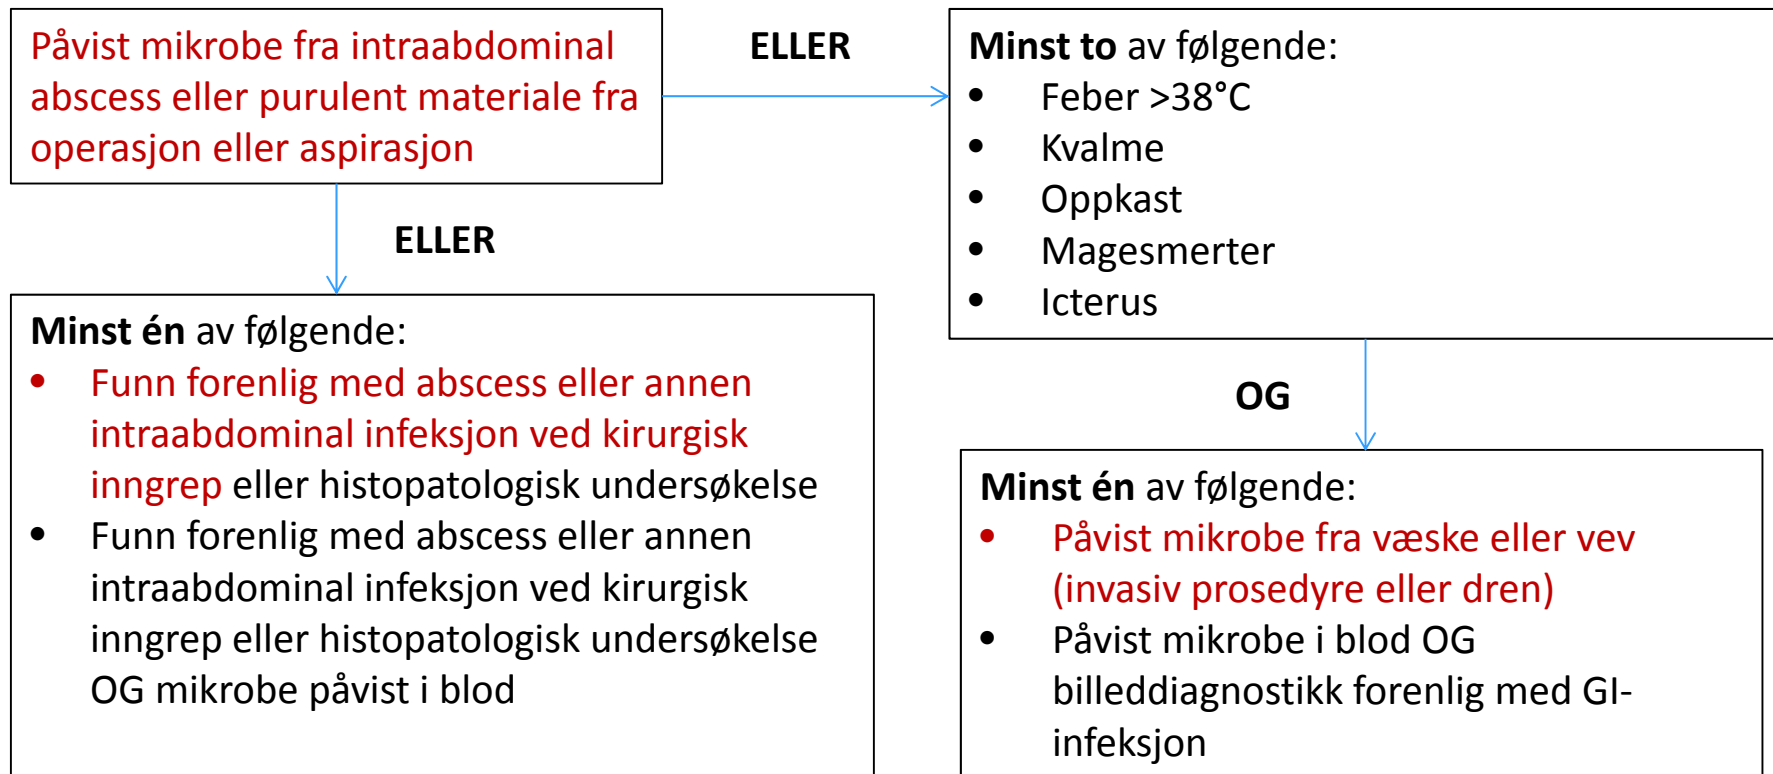 Påvist mikrobe fra intraabdominal
abscess eller purulent materiale fra
operasjon eller aspirasjon
ELLER
Minst to av følgende:
• Feber >38°C
• Kvalme
• Oppkast
• Magesmerter
• Icterus
ELLER
Minst én av følgende:
• Funn forenlig med abscess eller annen
intraabdominal infeksjon ved kirurgisk
inngrep eller histopatologisk undersøkelse
• Funn forenlig med abscess eller annen
intraabdominal infeksjon ved kirurgisk
inngrep eller histopatologisk undersøkelse
OG mikrobe påvist i blod
OG
Minst én av følgende:
• Påvist mikrobe fra væske eller vev
(invasiv prosedyre eller dren)
• Påvist mikrobe i blod OG
billeddiagnostikk forenlig med GI-
infeksjon